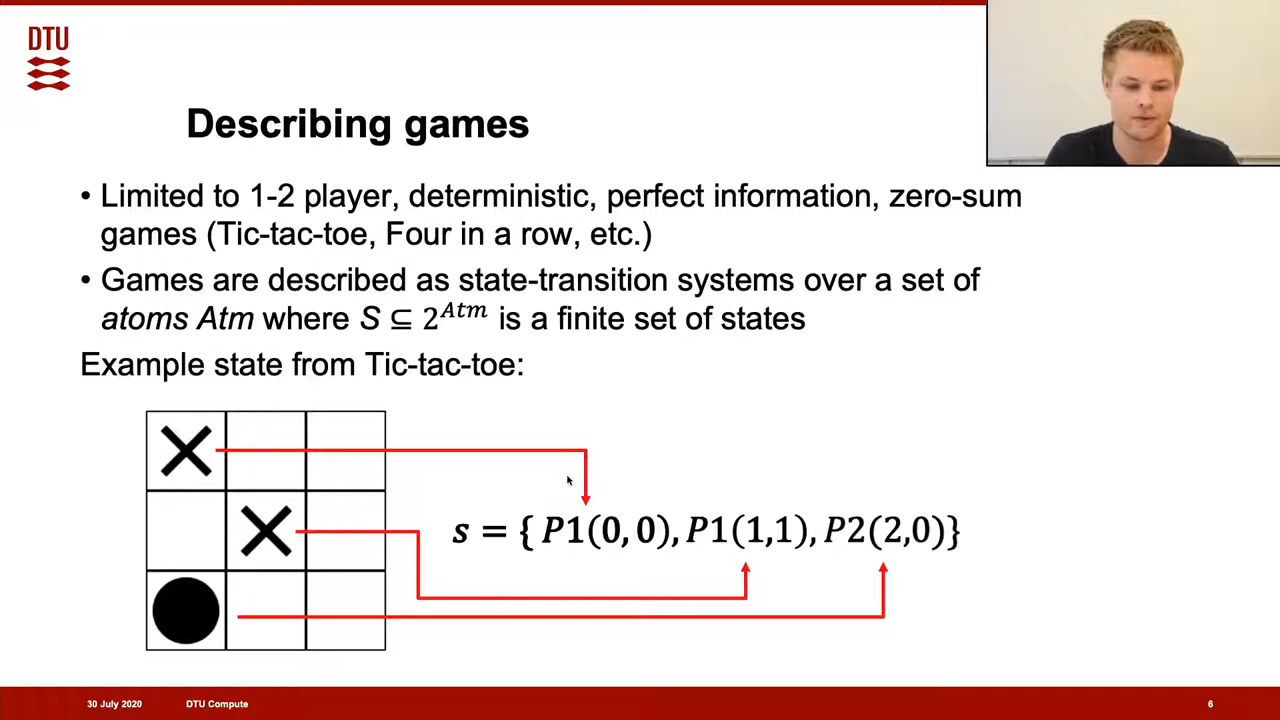 DTU
Describing games
• Limited to 1-2 player, deterministic, perfect information, zero-sum
games (Tic-tac-toe, Four in a row, etc.)
• Games are described as state-transition systems over a set of
atoms Atm where S ⊆ 2^Atm is a finite set of states
Example state from Tic-tac-toe:
s = { P1(0, 0), P1(1,1), P2(2,0)}
30 July 2020 DTU Compute 6